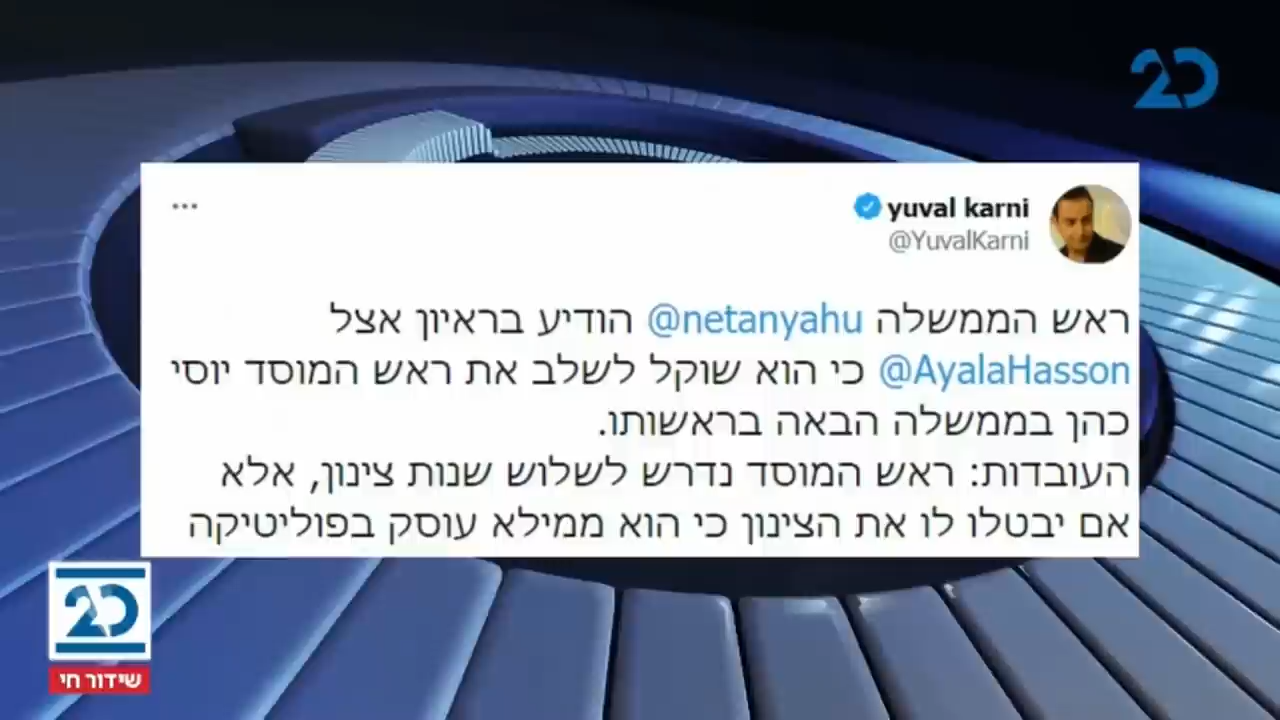 20
yuval karni
@YuvalKarni
ראש הממשלה @netanyahu הודיע בראיון אצל
@AyalaHasson כי הוא שוקל לשלב את ראש המוסד יוסי
כהן בממשלה הבאה בראשותו.
העובדות: ראש המוסד נדרש לשלוש שנות צינון, אלא
אם יבטלו לו את הצינון כי הוא ממילא עוסק בפוליטיקה
20
שידור חי